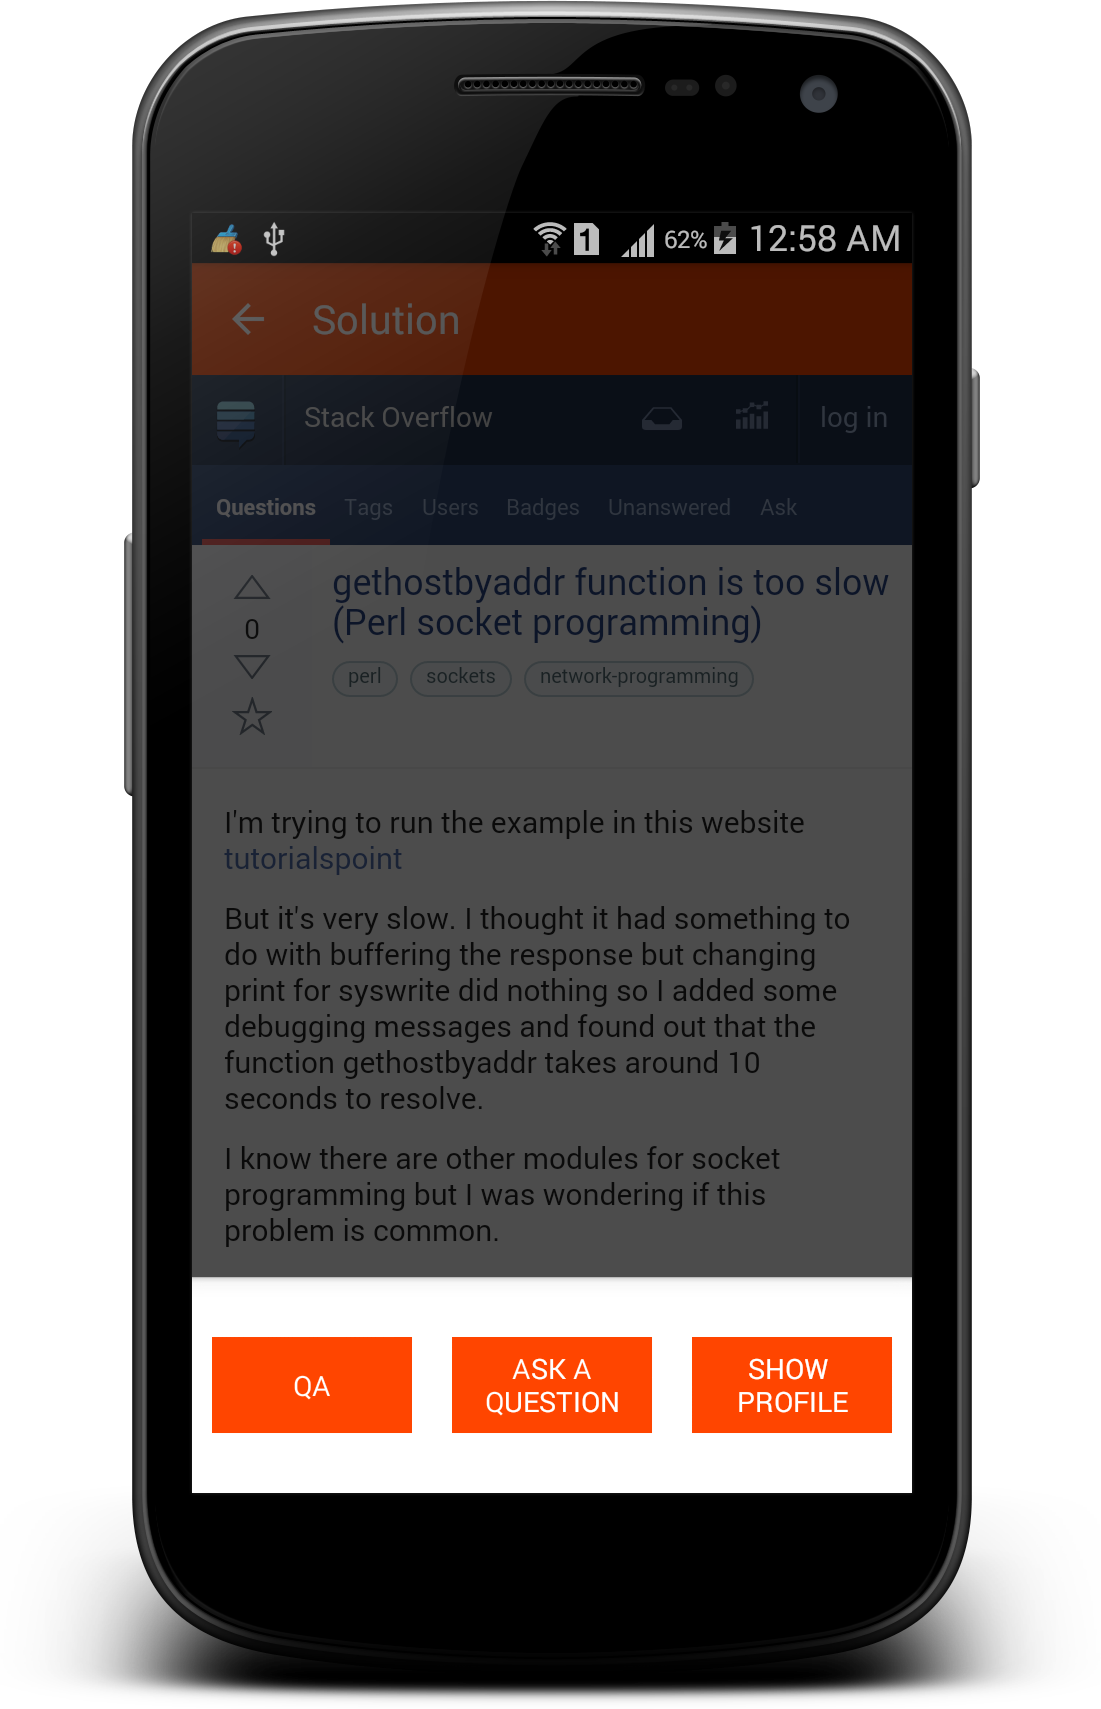 1 62% 12:58 AM
Solution
Stack Overflow log in
Questions Tags Users Badges Unanswered Ask
gethostbyaddr function is too slow
(Perl socket programming)
0
perl sockets network-programming
I'm trying to run the example in this website
tutorialspoint
But it's very slow. I thought it had something to
do with buffering the response but changing
print for syswrite did nothing so I added some
debugging messages and found out that the
function gethostbyaddr takes around 10
seconds to resolve.
I know there are other modules for socket
programming but I was wondering if this
problem is common.
QA
ASK A
QUESTION
SHOW
PROFILE